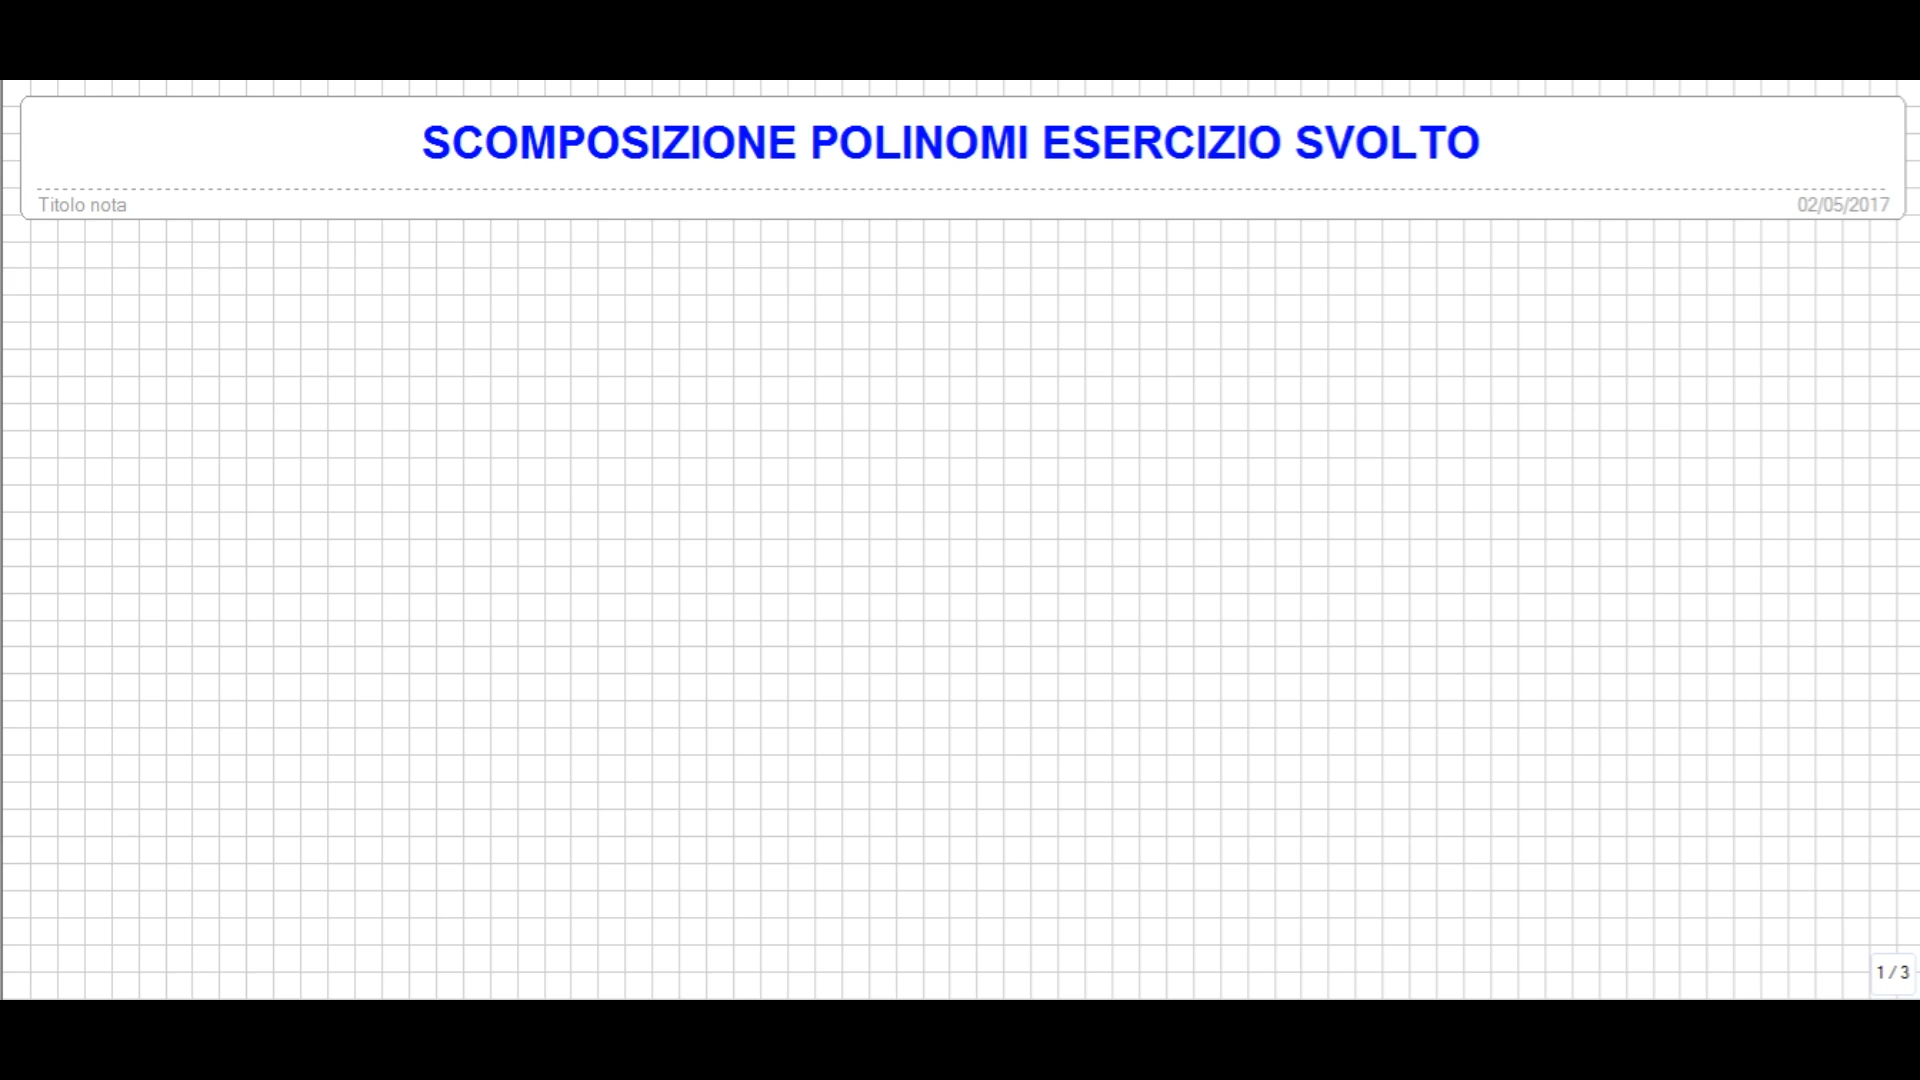 SCOMPOSIZIONE POLINOMI ESERCIZIO SVOLTO
Titolo nota
02/05/2017
1 / 3